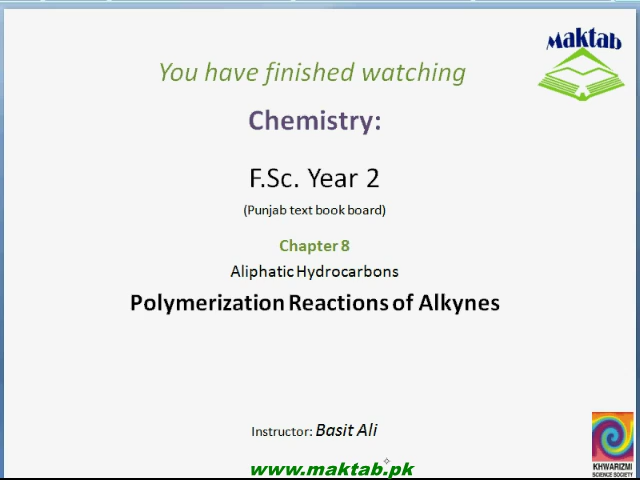 Maktab
You have finished watching
Chemistry:
F.Sc. Year 2
(Punjab text book board)
Chapter 8
Aliphatic Hydrocarbons
Polymerization Reactions of Alkynes
Instructor: Basit Ali
www.maktab.pk
KHWARIZMI
SCIENCE SOCIETY